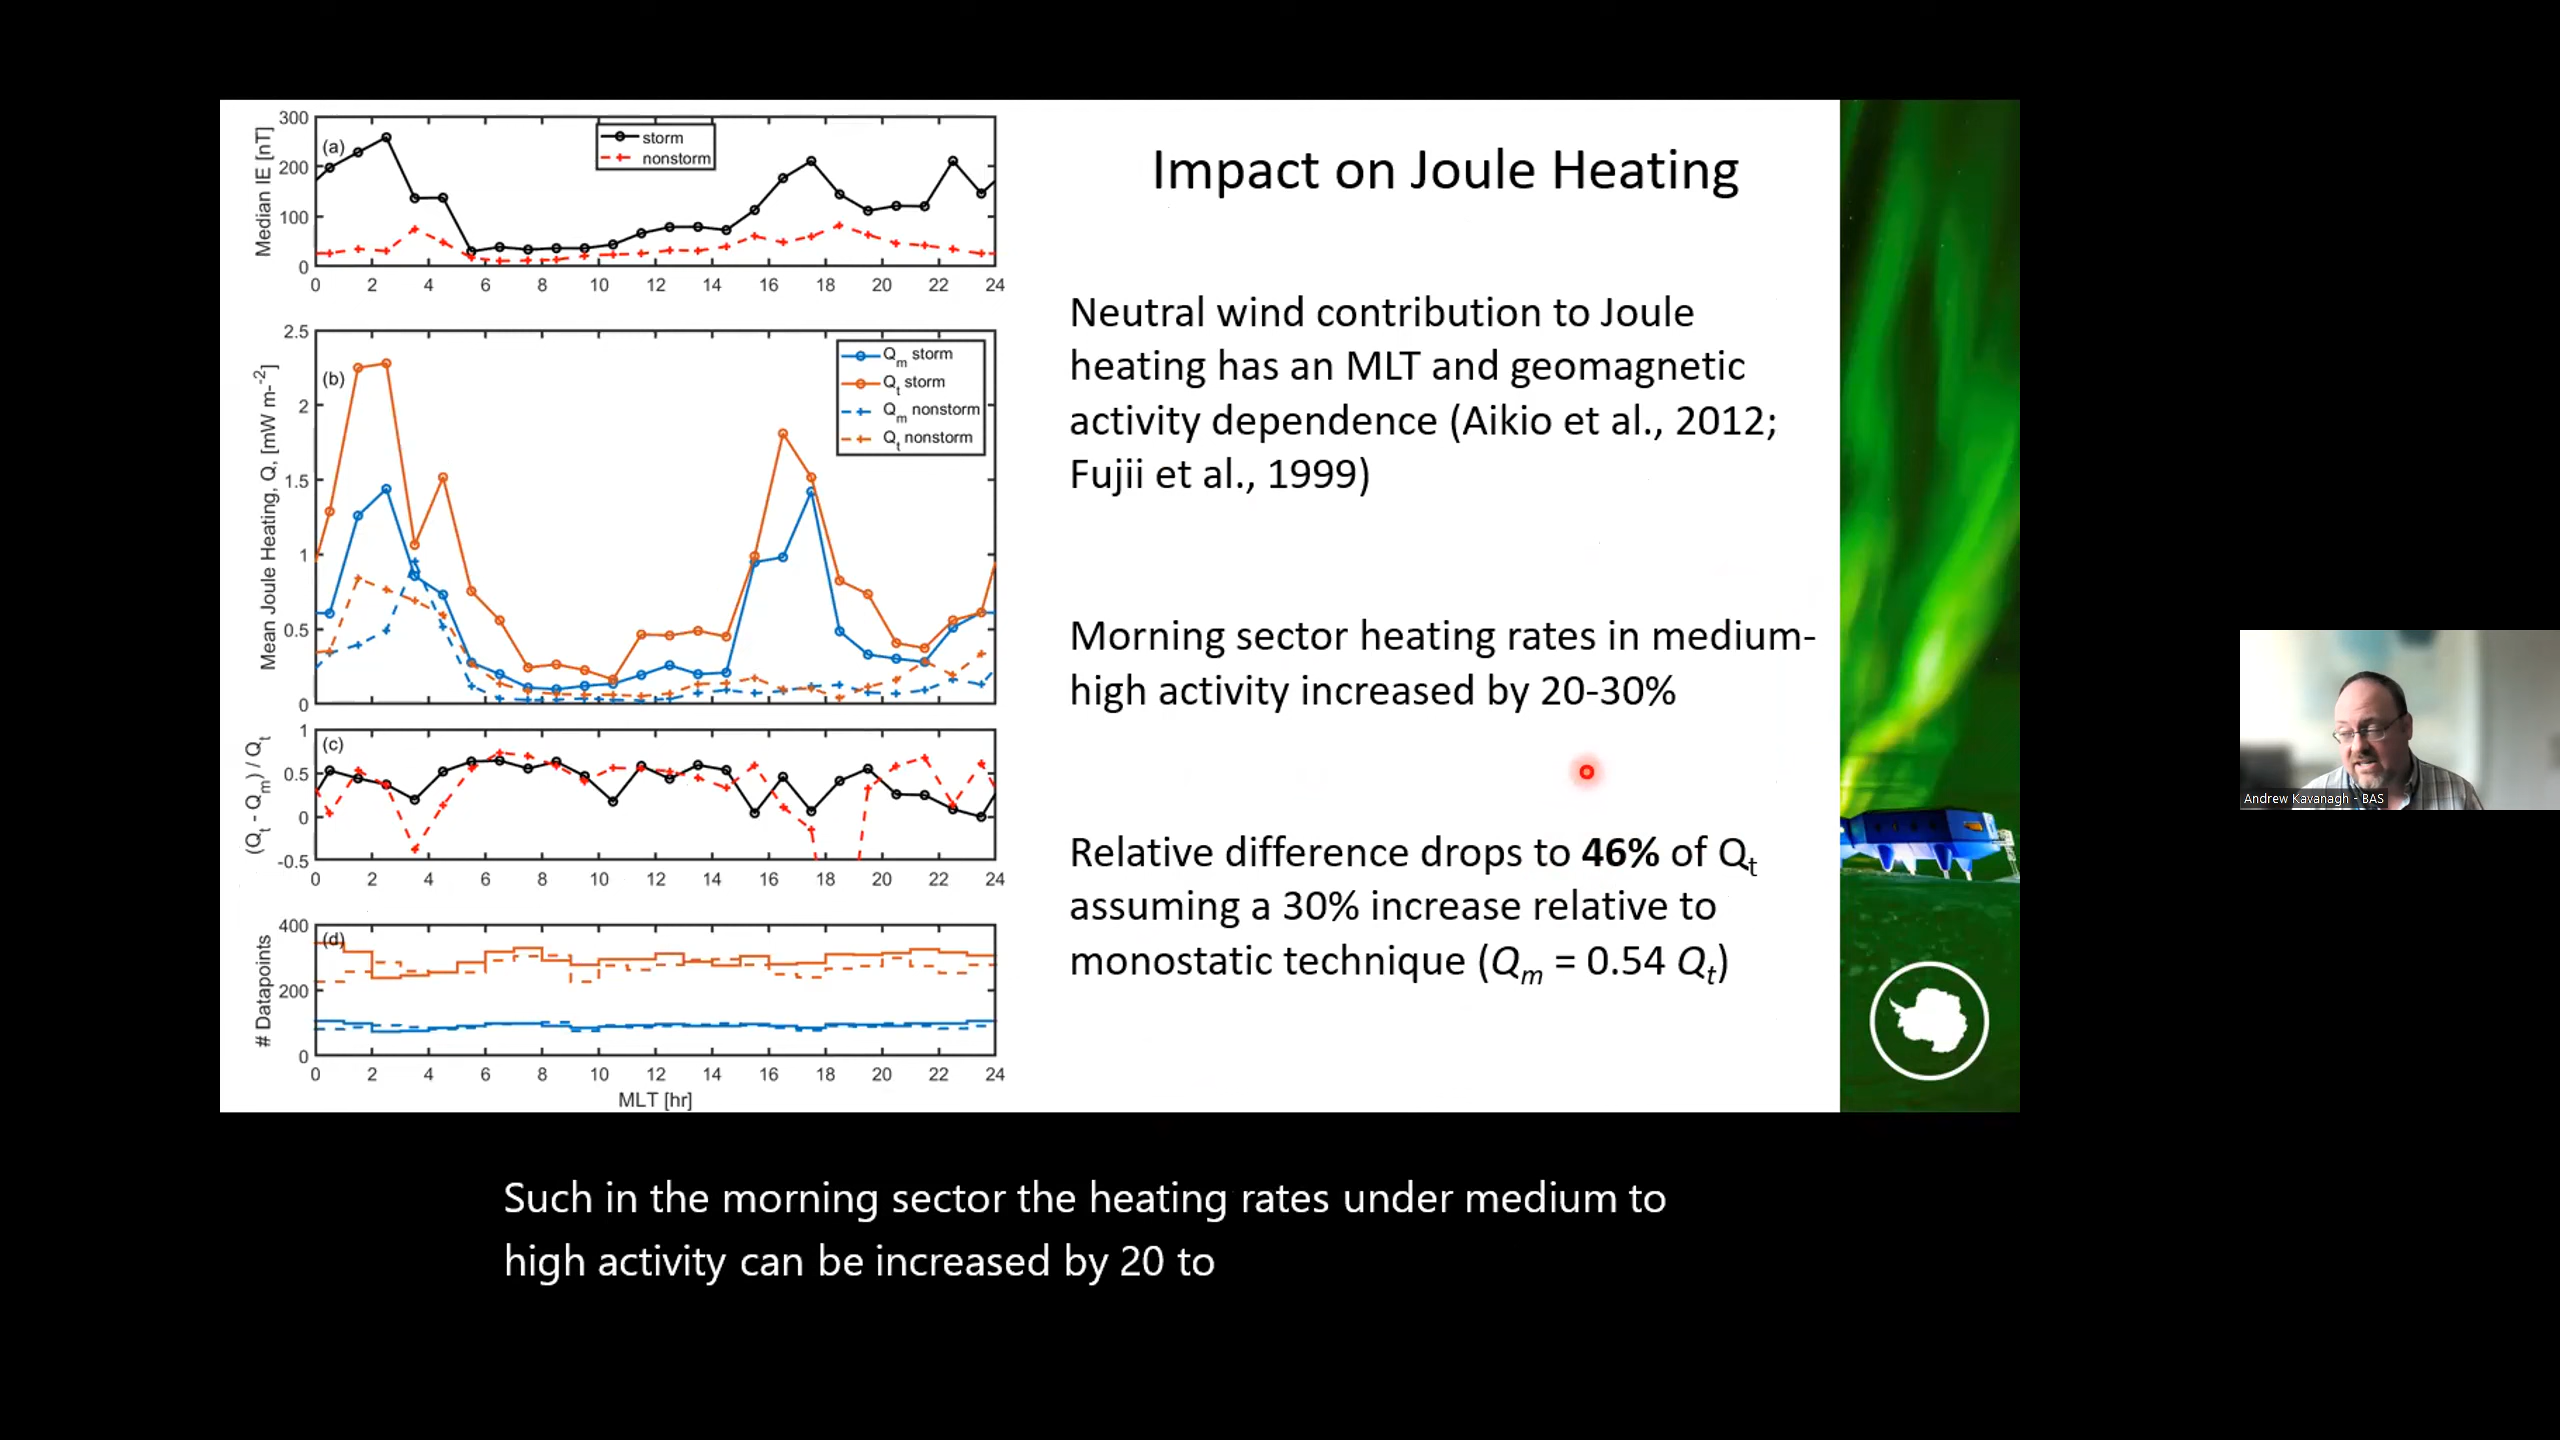 300
200
100
0
Median IE [nT]
(a)
storm
nonstorm
0 2 4 6 8 10 12 14 16 18 20 22 24
2.5
2
1.5
1
0.5
0
Mean Joule Heating, Q, [mW m-⁻²]
(b)
Qm storm
Qt storm
Qm nonstorm
Qt nonstorm
1
0.5
0
-0.5
(Qt - Qm) / Qt
(c)
0 2 4 6 8 10 12 14 16 18 20 22 24
400
200
0
# Datapoints
(d)
0 2 4 6 8 10 12 14 16 18 20 22 24
MLT [hr]
Impact on Joule Heating
Neutral wind contribution to Joule
heating has an MLT and geomagnetic
activity dependence (Aikio et al., 2012;
Fujii et al., 1999)
Morning sector heating rates in medium-
high activity increased by 20-30%
Relative difference drops to 46% of Qt
assuming a 30% increase relative to
monostatic technique (Qm = 0.54 Qt)
Andrew Kavanagh - BAS
Such in the morning sector the heating rates under medium to
high activity can be increased by 20 to